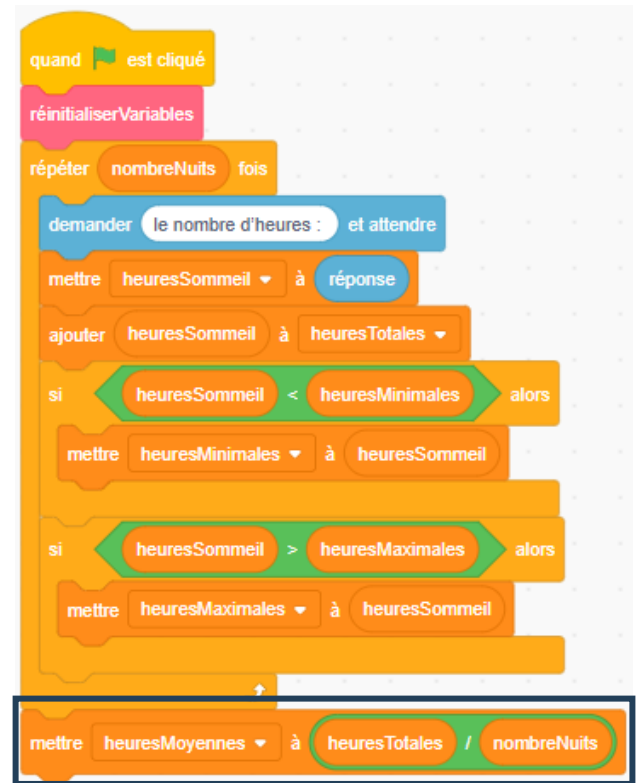 quand est cliqué
réinitialiserVariables
répéter nombreNuits fois
demander le nombre d'heures : et attendre
mettre heuresSommeil à réponse
ajouter heuresSommeil à heuresTotales
si heuresSommeil < heuresMinimales alors
mettre heuresMinimales à heuresSommeil
si heuresSommeil > heuresMaximales alors
mettre heuresMaximales à heuresSommeil
mettre heuresMoyennes à heuresTotales / nombreNuits